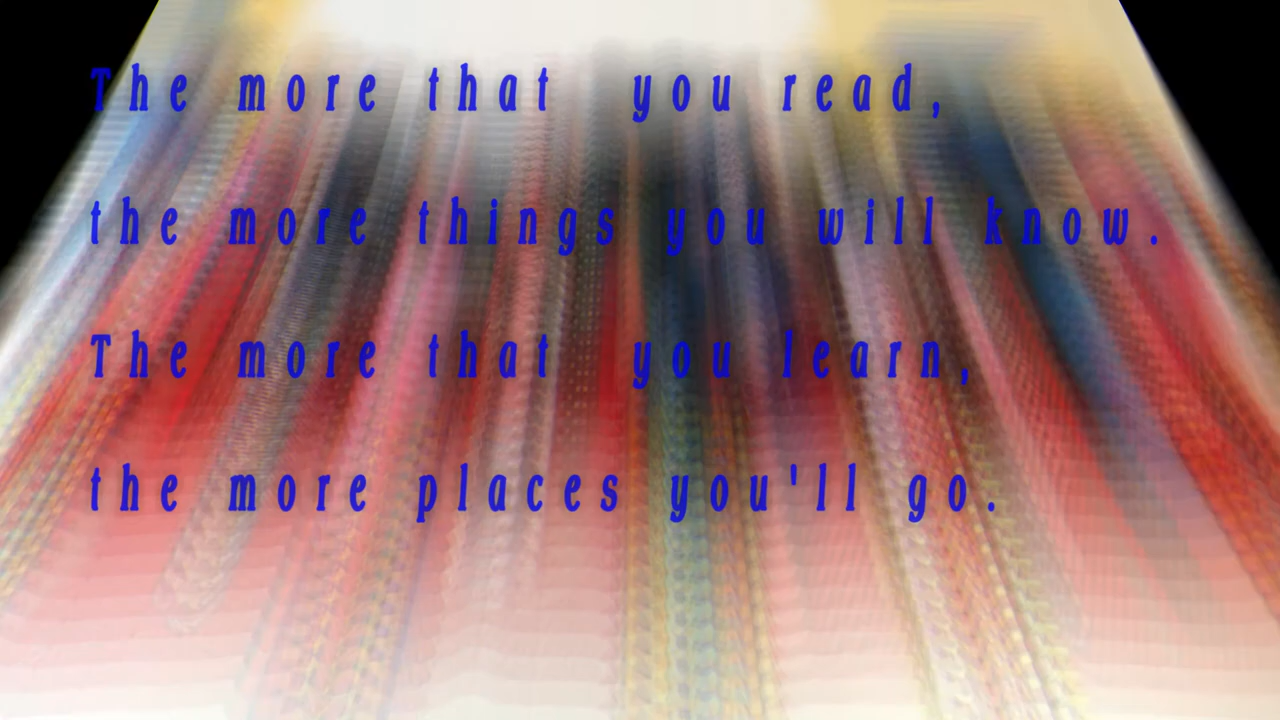 The more that you read,
the more things you will know.
The more that you learn,
the more places you'll go.